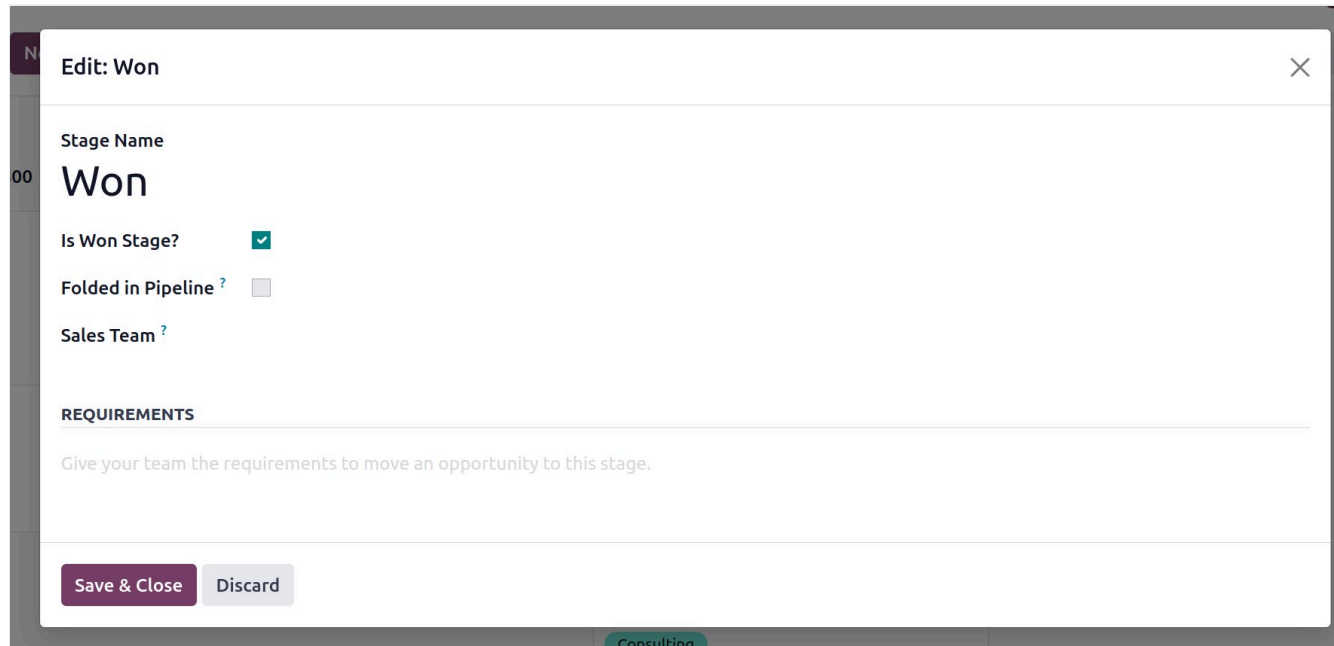 Edit: Won
Stage Name
00
Won
Is Won Stage?
Folded in Pipeline ?
Sales Team ?
REQUIREMENTS
Give your team the requirements to move an opportunity to this stage.
Save & Close Discard
Consulting